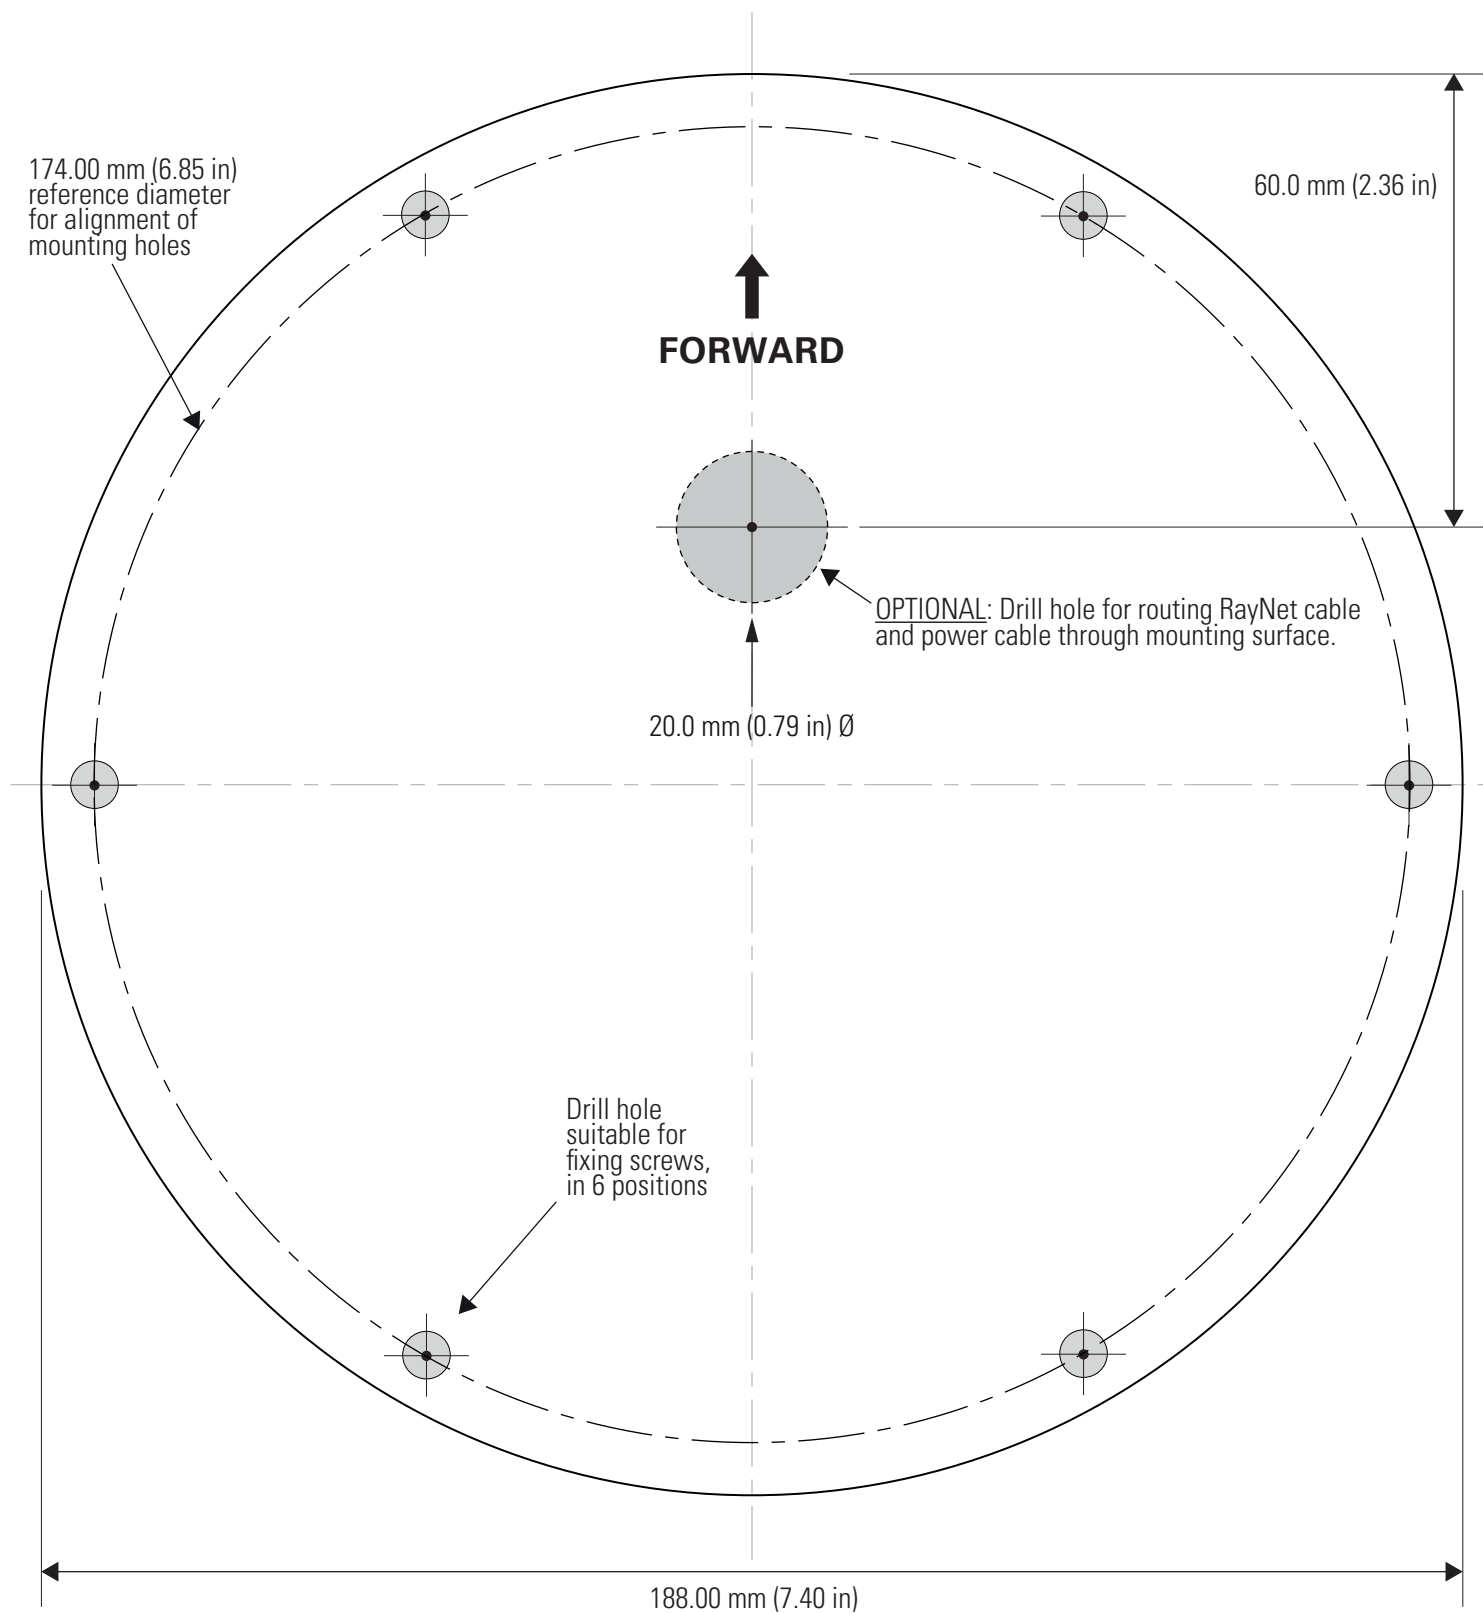 174.00 mm (6.85 in)
reference diameter
for alignment of
mounting holes
60.0 mm (2.36 in)
FORWARD
OPTIONAL: Drill hole for routing RayNet cable
and power cable through mounting surface.
20.0 mm (0.79 in) Ø
Drill hole
suitable for
fixing screws,
in 6 positions
188.00 mm (7.40 in)